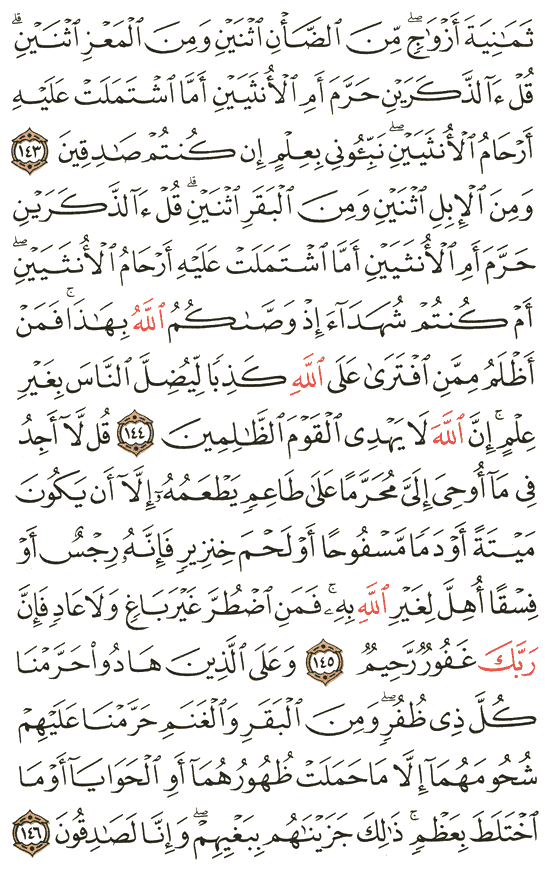 ثَمَٰنِيَةَ أَزْوَٰجٍۖ مِّنَ ٱلضَّأْنِ ٱثْنَيْنِ وَمِنَ ٱلْمَعْزِ ٱثْنَيْنِۗ
قُلْ ءَآلذَّكَرَيْنِ حَرَّمَ أَمِ ٱلْأُنثَيَيْنِ أَمَّا ٱشْتَمَلَتْ عَلَيْهِ
أَرْحَامُ ٱلْأُنثَيَيْنِۖ نَبِّـُٔونِى بِعِلْمٍ إِن كُنتُمْ صَٰدِقِينَ ١٤٣
وَمِنَ ٱلْإِبِلِ ٱثْنَيْنِ وَمِنَ ٱلْبَقَرِ ٱثْنَيْنِۗ قُلْ ءَآلذَّكَرَيْنِ
حَرَّمَ أَمِ ٱلْأُنثَيَيْنِ أَمَّا ٱشْتَمَلَتْ عَلَيْهِ أَرْحَامُ ٱلْأُنثَيَيْنِۖ
أَمْ كُنتُمْ شُهَدَآءَ إِذْ وَصَّىٰكُمُ ٱللَّهُ بِهَٰذَاۚ فَمَنْ
أَظْلَمُ مِمَّنِ ٱفْتَرَىٰ عَلَى ٱللَّهِ كَذِبًا لِّيُضِلَّ ٱلنَّاسَ بِغَيْرِ
عِلْمٍۚ إِنَّ ٱللَّهَ لَا يَهْدِى ٱلْقَوْمَ ٱلظَّٰلِمِينَ ١٤٤ قُل لَّآ أَجِدُ
فِى مَآ أُوحِىَ إِلَىَّ مُحَرَّمًا عَلَىٰ طَاعِمٍ يَطْعَمُهُۥٓ إِلَّآ أَن يَكُونَ
مَيْتَةً أَوْ دَمًا مَّسْفُوحًا أَوْ لَحْمَ خِنزِيرٍ فَإِنَّهُۥ رِجْسٌ أَوْ
فِسْقًا أُهِلَّ لِغَيْرِ ٱللَّهِ بِهِۦۚ فَمَنِ ٱضْطُرَّ غَيْرَ بَاغٍ وَلَا عَادٍ فَإِنَّ
رَبَّكَ غَفُورٌ رَّحِيمٌ ١٤٥ وَعَلَى ٱلَّذِينَ هَادُوا۟ حَرَّمْنَا
كُلَّ ذِى ظُفُرٍۖ وَمِنَ ٱلْبَقَرِ وَٱلْغَنَمِ حَرَّمْنَا عَلَيْهِمْ
شُحُومَهُمَآ إِلَّا مَا حَمَلَتْ ظُهُورُهُمَآ أَوِ ٱلْحَوَايَآ أَوْ مَا
ٱخْتَلَطَ بِعَظْمٍۚ ذَٰلِكَ جَزَيْنَٰهُم بِبَغْيِهِمْۖ وَإِنَّا لَصَٰدِقُونَ ١٤٦